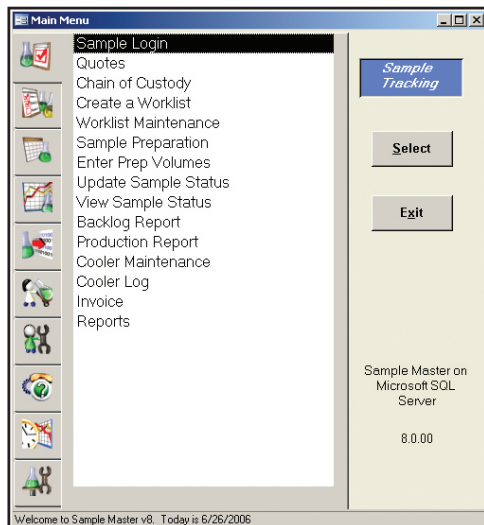 Main Menu
Sample Login
Quotes
Chain of Custody
Create a Worklist
Worklist Maintenance
Sample Preparation
Enter Prep Volumes
Update Sample Status
View Sample Status
Backlog Report
Production Report
Cooler Maintenance
Cooler Log
Invoice
Reports
Sample
Tracking
Select
Exit
Sample Master on
Microsoft SQL
Server
8.0.00
Welcome to Sample Master v8. Today is 6/26/2006